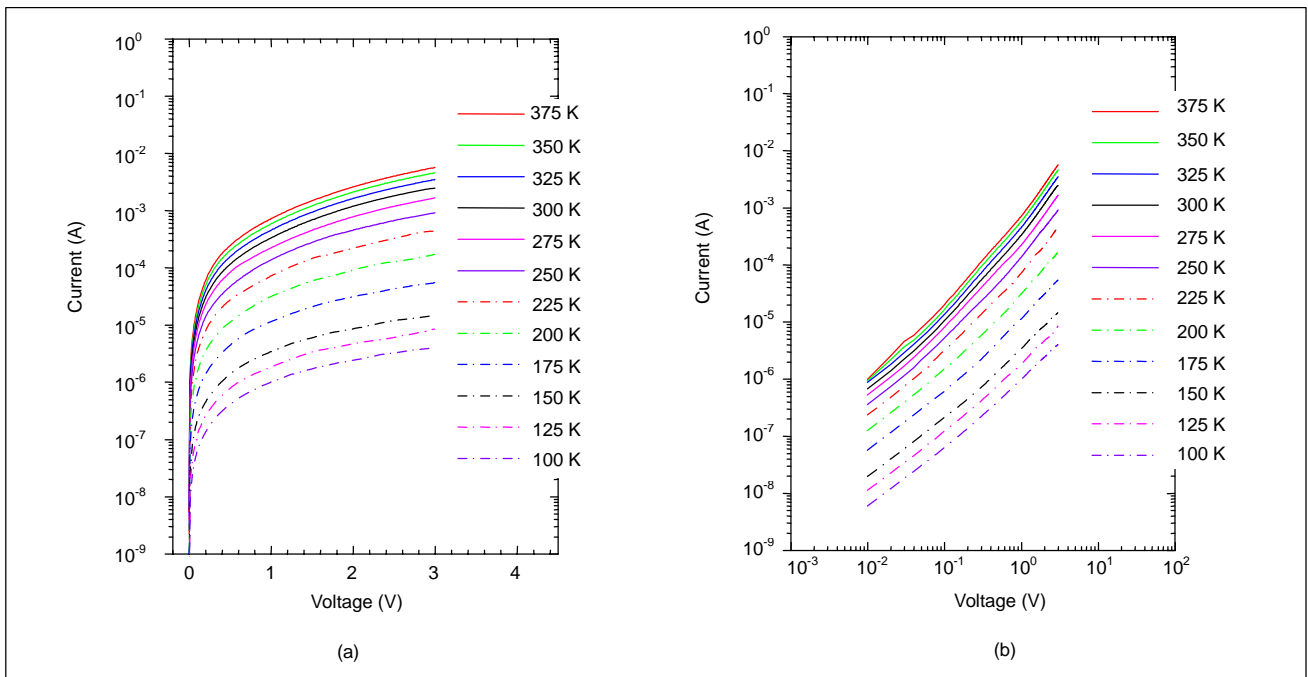 10^0
10^-1
10^-2
10^-3
10^-4
10^-5
10^-6
10^-7
10^-8
10^-9
Current (A)
0 1 2 3 4
Voltage (V)
375 K
350 K
325 K
300 K
275 K
250 K
225 K
200 K
175 K
150 K
125 K
100 K
(a)
10^0
10^-1
10^-2
10^-3
10^-4
10^-5
10^-6
10^-7
10^-8
10^-9
Current (A)
10^-3 10^-2 10^-1 10^0 10^1 10^2
Voltage (V)
375 K
350 K
325 K
300 K
275 K
250 K
225 K
200 K
175 K
150 K
125 K
100 K
(b)